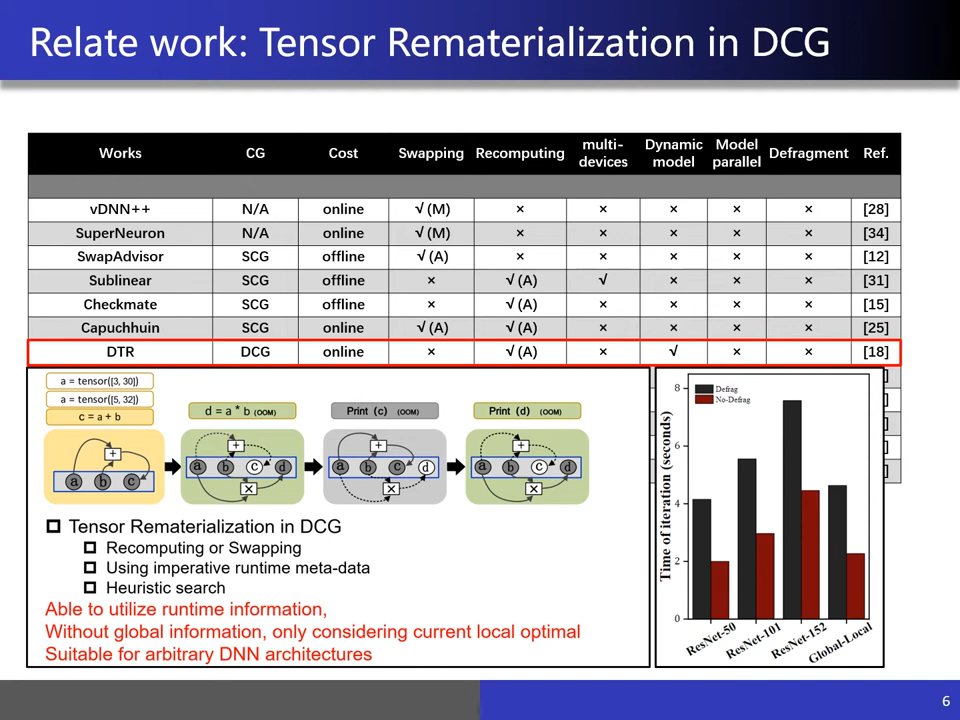 Relate work: Tensor Rematerialization in DCG
Works CG Cost Swapping Recomputing multi-devices Dynamic model Model parallel Defragment Ref.
vDNN++ N/A online √ (M) × × × × × [28]
SuperNeuron N/A online √ (M) × × × × × [34]
SwapAdvisor SCG offline √ (A) × × × × × [12]
Sublinear SCG offline × √ (A) √ × × × [31]
Checkmate SCG offline × √ (A) × × × × [15]
Capuchhuin SCG online √ (A) √ (A) × × × × [25]
DTR DCG online × √ (A) × √ × × [18]
a = tensor([3, 30])
a = tensor([5, 32])
c = a + b
d = a * b (OOM)
Print (c) (OOM)
Print (d) (OOM)
+ + + +
a b c a b c d a b c d a b c d
× × ×
Tensor Rematerialization in DCG
Recomputing or Swapping
Using imperative runtime meta-data
Heuristic search
Able to utilize runtime information,
Without global information, only considering current local optimal
Suitable for arbitrary DNN architectures
Time of iteration (seconds)
8
6
4
2
0
Defrag
No-Defrag
ResNet-50
ResNet-101
ResNet-152
Global-Local
]
]
]
]
]
6